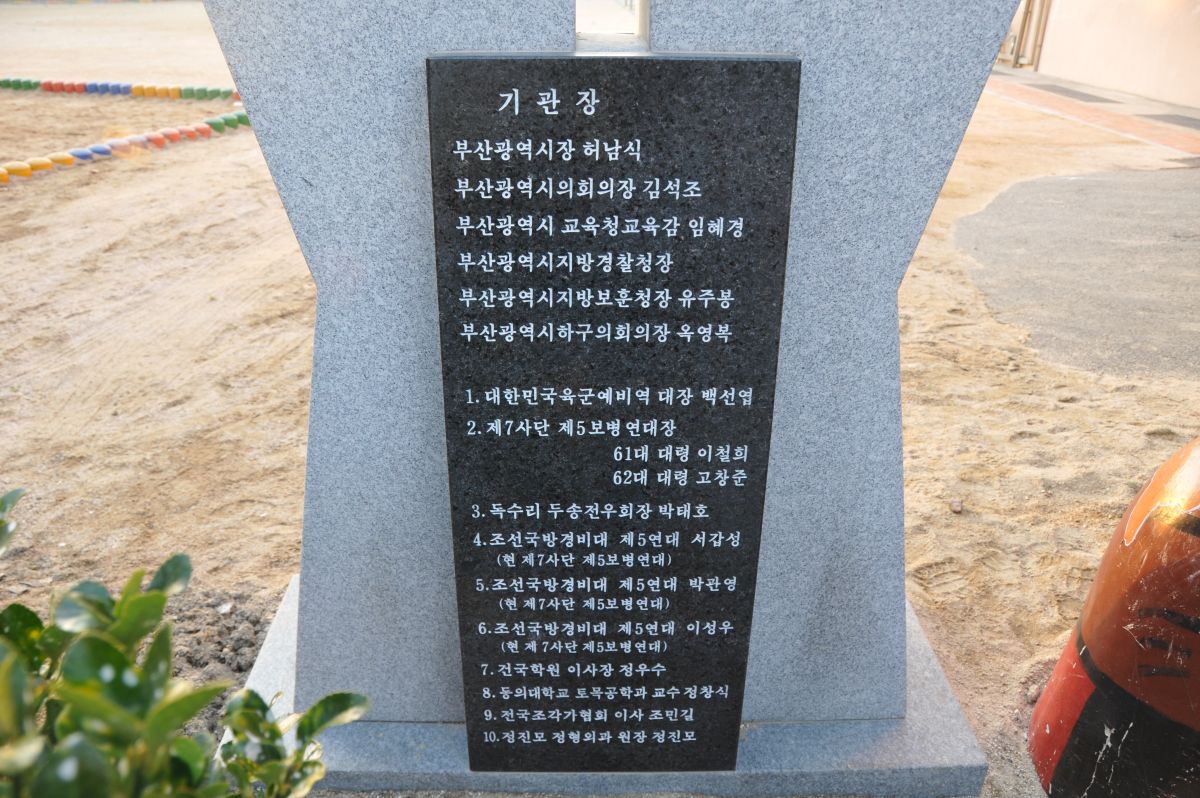 기 관 장
부산광역시장 허남식
부산광역시의회의장 김석조
부산광역시 교육청교육감 임혜경
부산광역시지방경찰청장
부산광역시지방보훈청장 유주봉
부산광역시하구의회의장 옥영복
1. 대한민국육군예비역 대장 백선엽
2. 제7사단 제5보병연대장
61대 대령 이철희
62대 대령 고창준
3. 독수리 두송전우회장 박태호
4. 조선국방경비대 제5연대 서갑성
(현 제7사단 제5보병연대)
5. 조선국방경비대 제5연대 박관영
(현 제7사단 제5보병연대)
6. 조선국방경비대 제5연대 이성우
(현 제7사단 제5보병연대)
7. 건국학원 이사장 정우수
8. 동의대학교 토목공학과 교수 정창식
9. 전국조각가협회 이사 조민길
10. 정진모 정형외과 원장 정진모